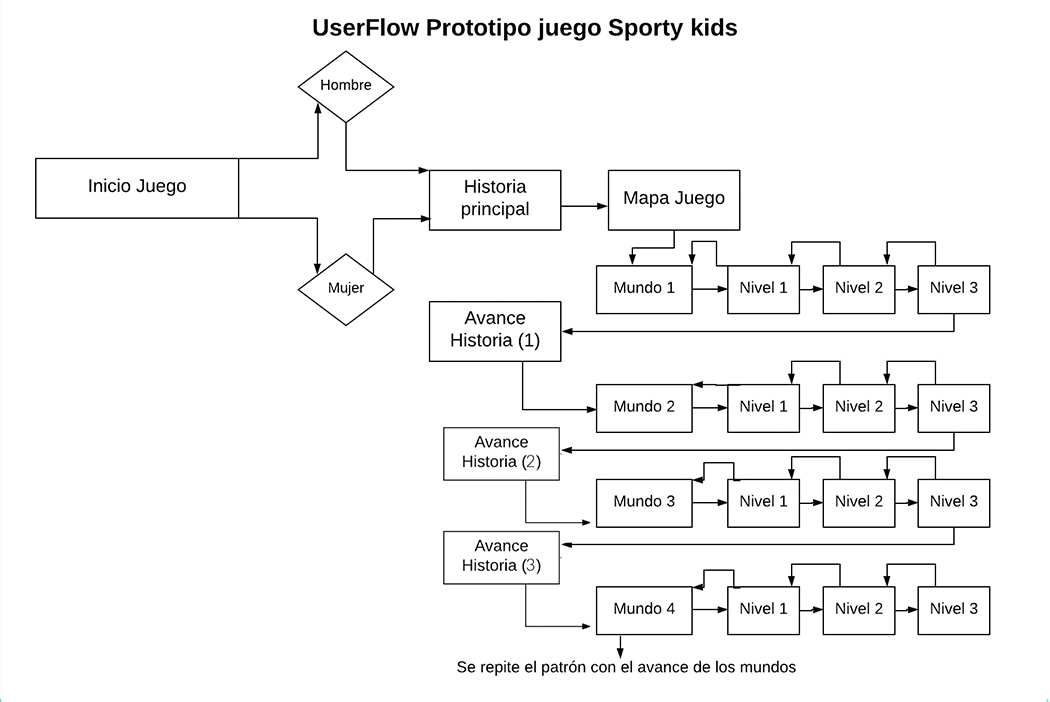 UserFlow Prototipo juego Sporty kids
Hombre
Inicio Juego
Mujer
Historia
principal
Mapa Juego
Mundo 1
Nivel 1
Nivel 2
Nivel 3
Avance
Historia (1)
Mundo 2
Nivel 1
Nivel 2
Nivel 3
Avance
Historia (2)
Mundo 3
Nivel 1
Nivel 2
Nivel 3
Avance
Historia (3)
Mundo 4
Nivel 1
Nivel 2
Nivel 3
Se repite el patrón con el avance de los mundos